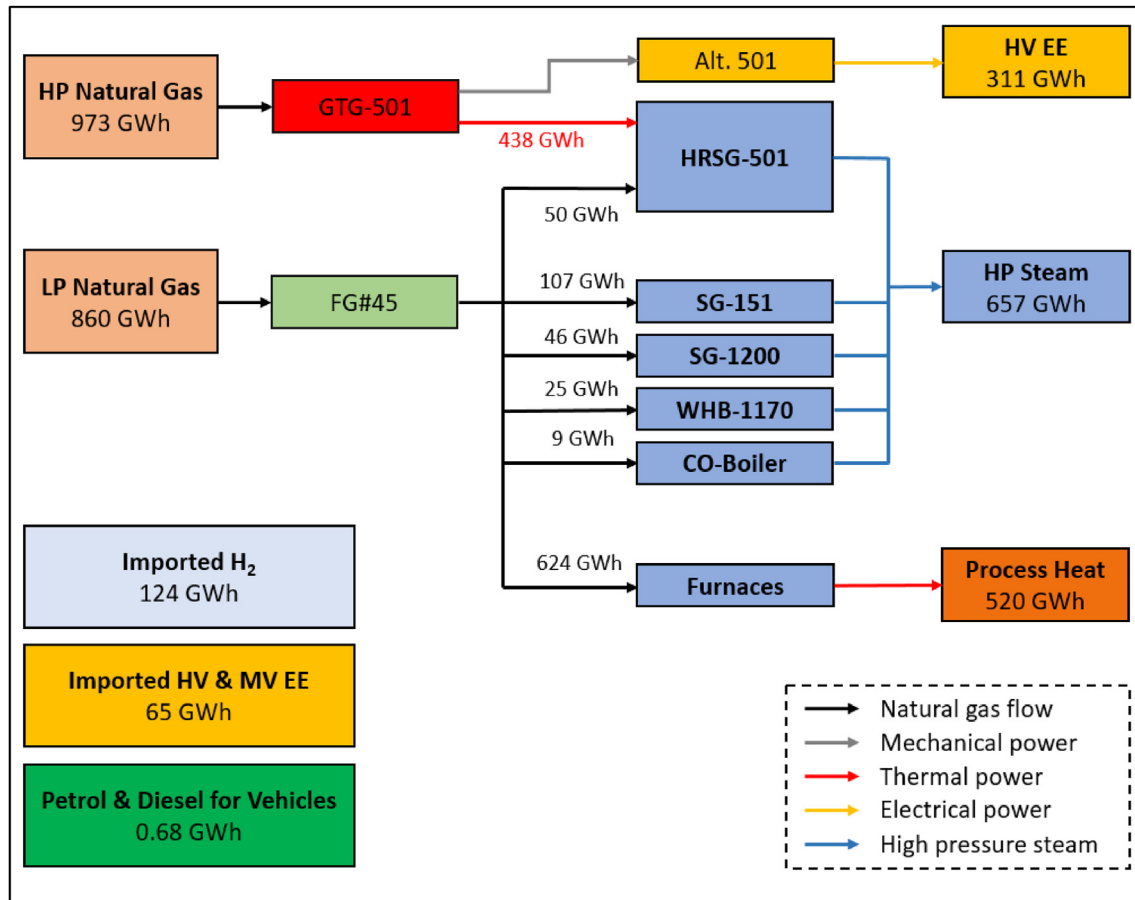 HP Natural Gas
973 GWh
GTG-501
Alt. 501
HV EE
311 GWh
438 GWh
HRSG-501
50 GWh
LP Natural Gas
860 GWh
FG#45
107 GWh
SG-151
HP Steam
657 GWh
46 GWh
SG-1200
25 GWh
WHB-1170
9 GWh
CO-Boiler
624 GWh
Furnaces
Process Heat
520 GWh
Imported H₂
124 GWh
Imported HV & MV EE
65 GWh
Petrol & Diesel for Vehicles
0.68 GWh
Natural gas flow
Mechanical power
Thermal power
Electrical power
High pressure steam